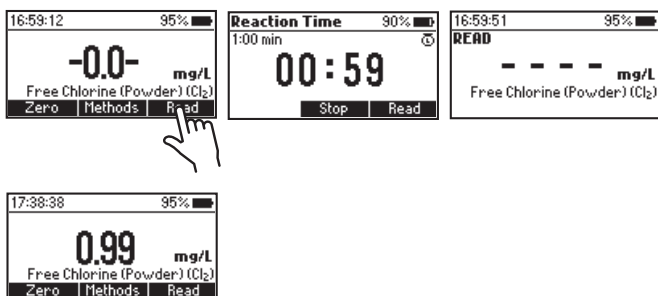 16:59:12 95%
-0.0- mg/L
Free Chlorine (Powder) (Cl₂)
Zero Methods Read
Reaction Time 90%
1:00 min
00:59
Stop Read
16:59:51 95%
READ
- - - - mg/L
Free Chlorine (Powder) (Cl₂)
17:38:38 95%
0.99 mg/L
Free Chlorine (Powder) (Cl₂)
Zero Methods Read